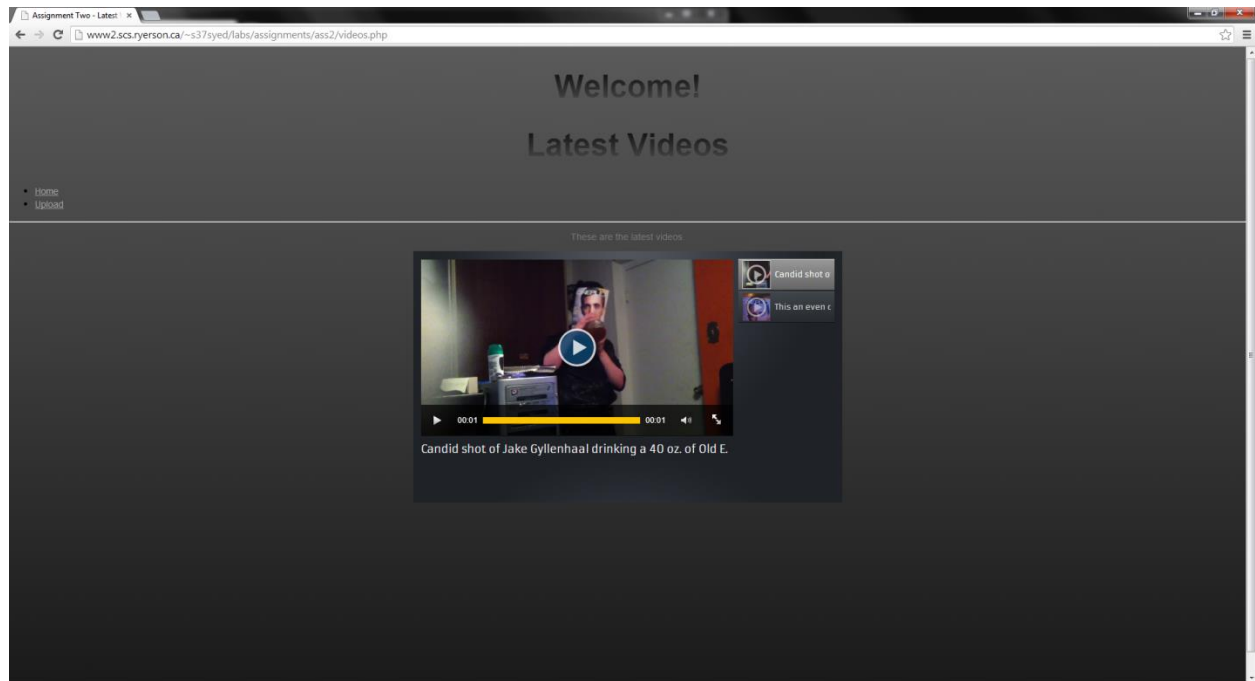 Assignment Two - Latest
www2.scs.ryerson.ca/~s37syed/labs/assignments/ass2/videos.php
Welcome!
Latest Videos
Home
Upload
These are the latest videos
Candid shot o
This an even c
00:01 00:01
Candid shot of Jake Gyllenhaal drinking a 40 oz. of Old E.